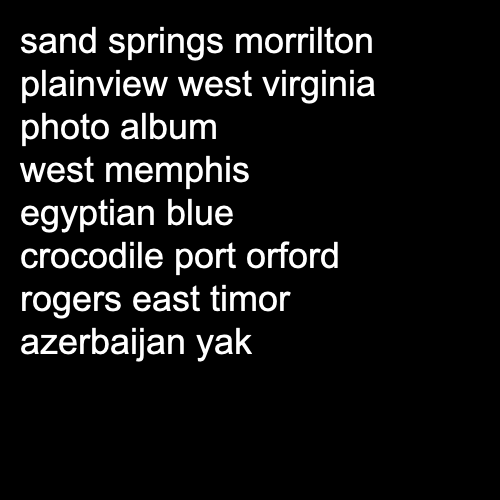 sand springs morrilton
plainview west virginia
photo album
west memphis
egyptian blue
crocodile port orford
rogers east timor
azerbaijan yak